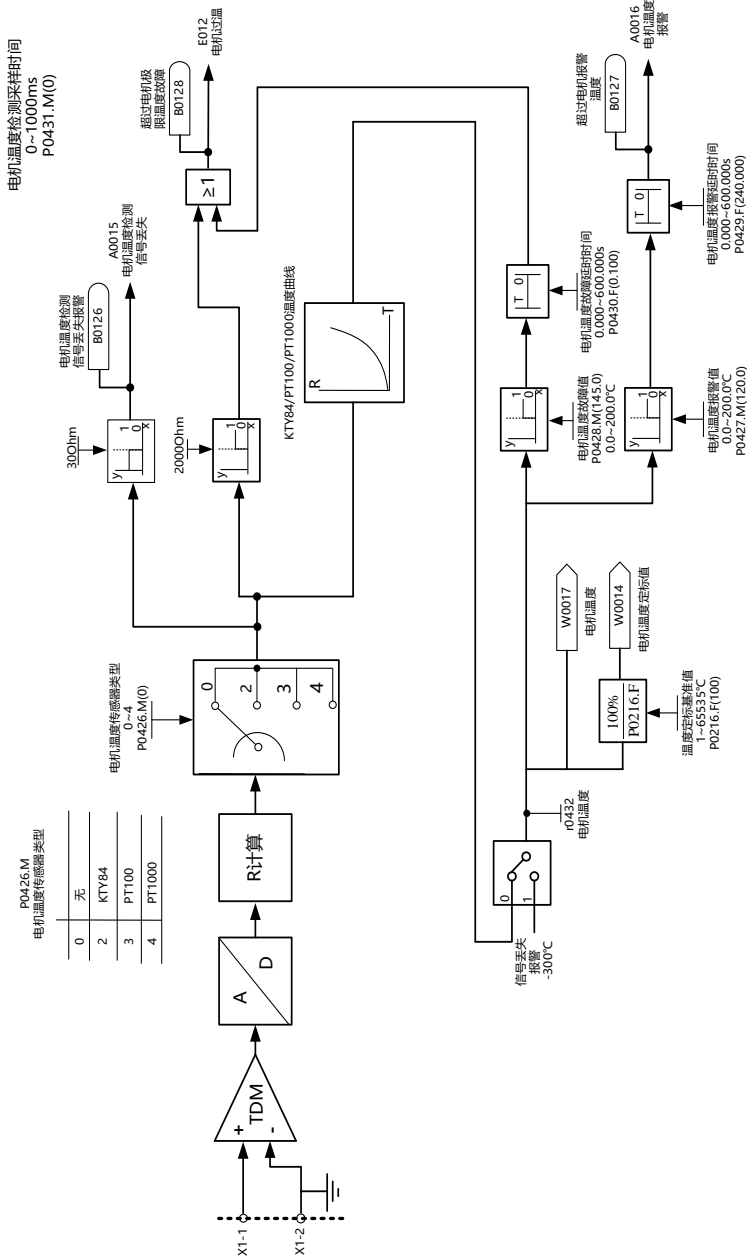 电机温度检测采样时间
0~1000ms
P0431.M(0)
P0426.M
电机温度传感器类型
0 无
2 KTY84
3 PT100
4 PT1000
X1-1
X1-2
+
-
TDM
A
D
R计算
电机温度传感器类型
0~4
P0426.M(0)
0
2
3
4
30Ohm
y
1
0
x
电机温度检测
信号丢失报警
B0126
A0015
电机温度检测
信号丢失
2000Ohm
y
1
0
x
≥1
超过电机极
限温度故障
B0128
E012
电机过温
KTY84/PT100/PT1000温度曲线
R
T
信号丢失
报警
-300℃
0
1
r0432
电机温度
W0017
电机温度
100%
P0216.F
W0014
电机温度定标值
温度定标基准值
1~65535℃
P0216.F(100)
y
1
0
x
电机温度故障值
P0428.M(145.0)
0.0~200.0℃
T 0
电机温度故障延时时间
0.000~600.000s
P0430.F(0.100)
y
1
0
x
电机温度报警值
0.0~200.0℃
P0427.M(120.0)
T 0
电机温度报警延时时间
0.000~600.000s
P0429.F(240.000)
超过电机报警
温度
B0127
A0016
电机温度
报警